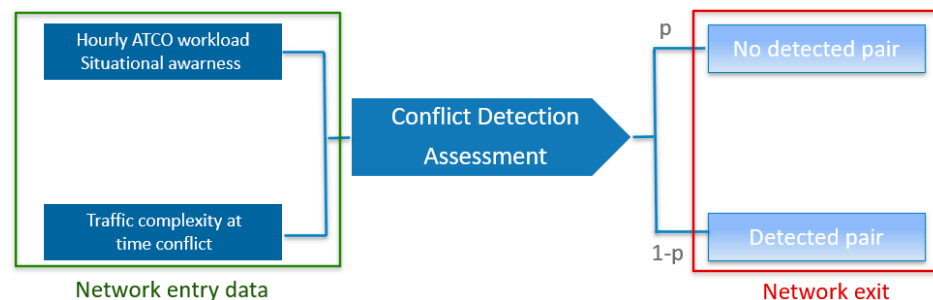 Hourly ATCO workload
Situational awarness
Traffic complexity at
time conflict
Network entry data
Conflict Detection
Assessment
p
No detected pair
1-p
Detected pair
Network exit